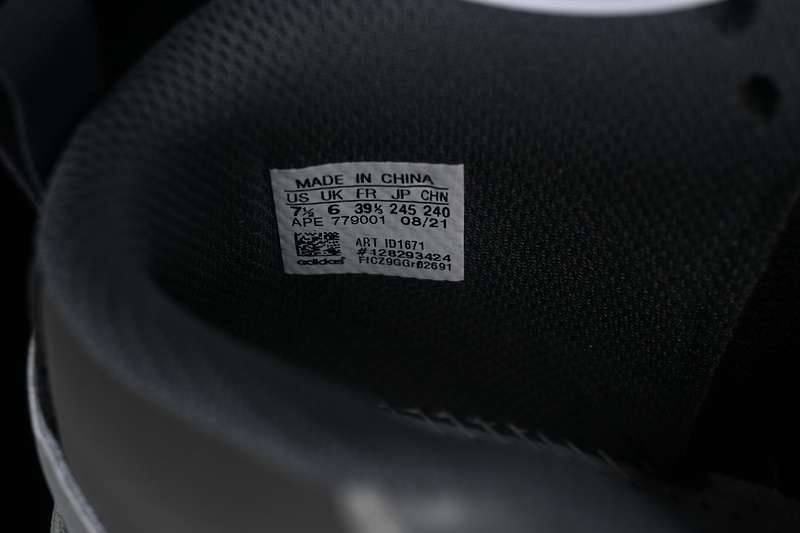 MADE IN CHINA
US UK FR JP CHN
7½ 6 39⅓ 245 240
APE 779001 08/21
ART ID1671
#128293424
adidas